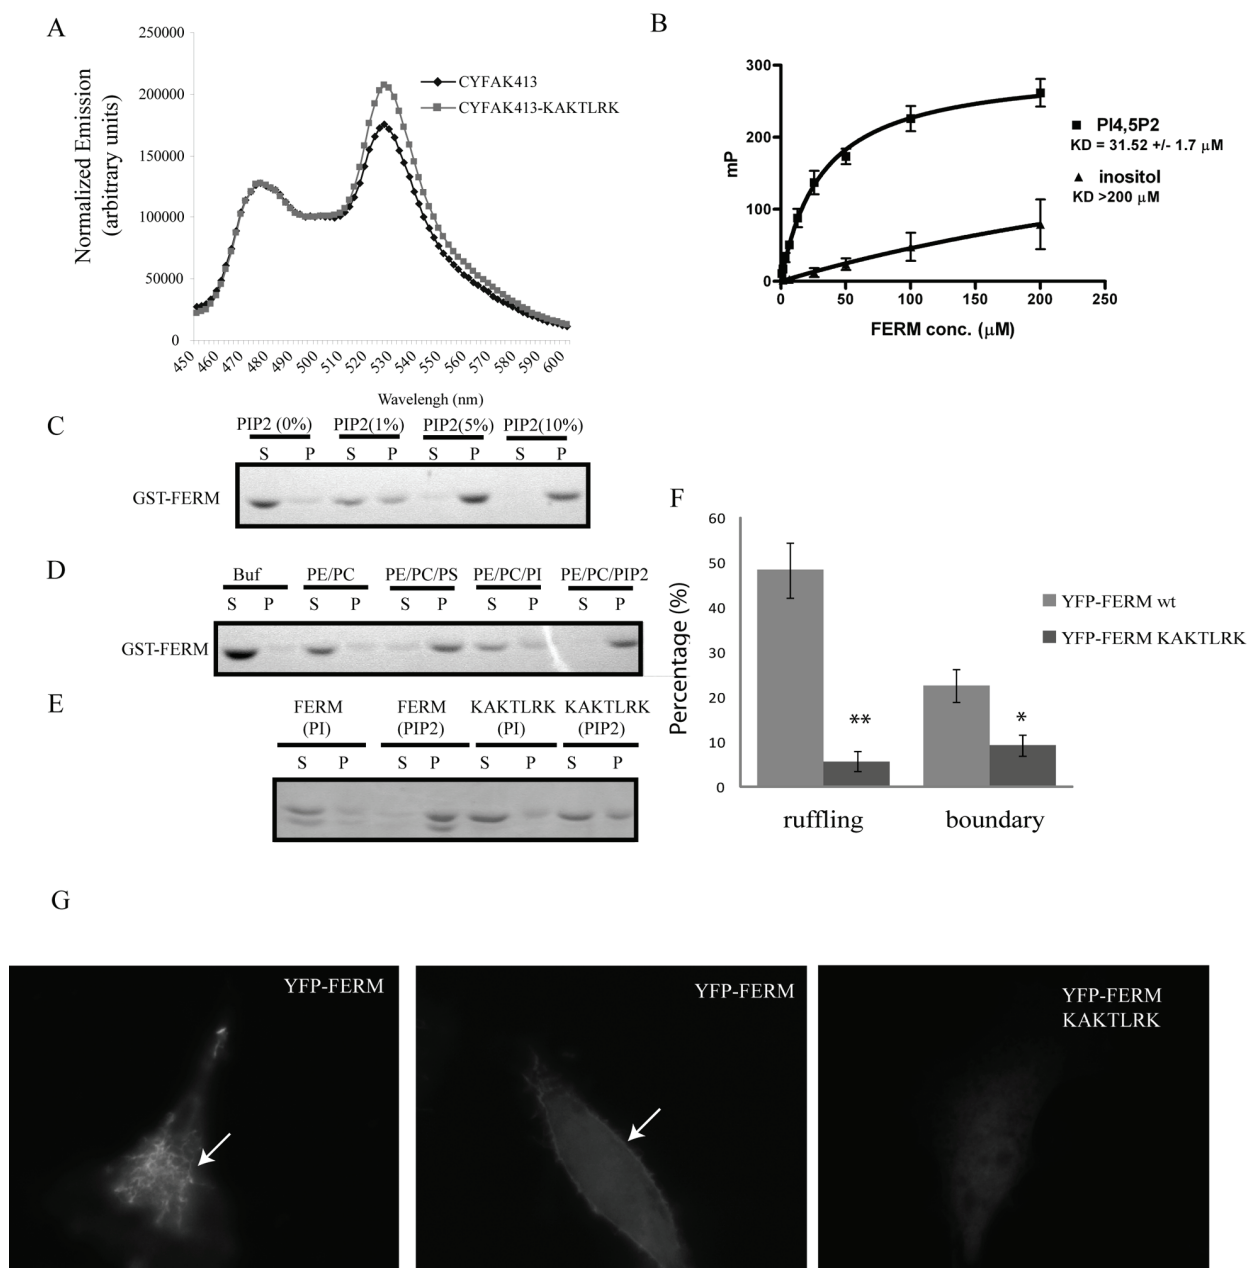 A
250000
200000
150000
100000
50000
0
Normalized Emission
(arbitrary units)
CYFAK413
CYFAK413-KAKTLRK
450 460 470 480 490 500 510 520 530 540 550 560 570 580 590 600
Wavelengh (nm)
B
300
200
100
0
mP
0 50 100 150 200 250
FERM conc. (μM)
PI4,5P2
KD = 31.52 +/- 1.7 μM
inositol
KD >200 μM
C
PIP2 (0%) PIP2(1%) PIP2(5%) PIP2(10%)
S P S P S P S P
GST-FERM
D
Buf PE/PC PE/PC/PS PE/PC/PI PE/PC/PIP2
S P S P S P S P S P
GST-FERM
E
FERM (PI) FERM (PIP2) KAKTLRK (PI) KAKTLRK (PIP2)
S P S P S P S P
F
60
50
40
30
20
10
0
Percentage (%)
** *
ruffling boundary
YFP-FERM wt
YFP-FERM KAKTLRK
G
YFP-FERM
YFP-FERM
YFP-FERM
KAKTLRK